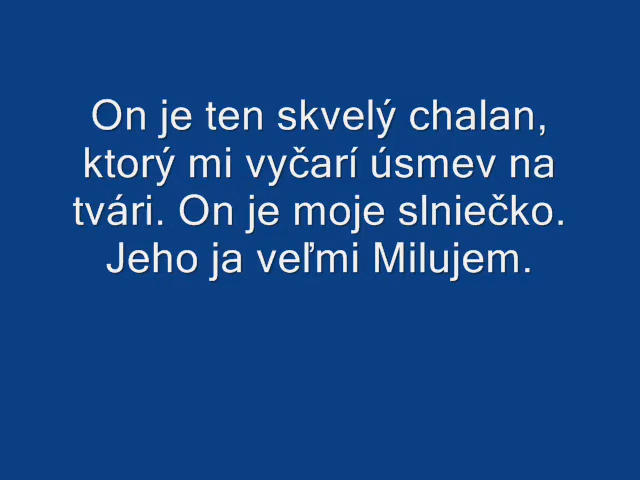 On je ten skvelý chalan,
ktorý mi vyčarí úsmev na
tvári. On je moje slniečko.
Jeho ja veľmi Milujem.